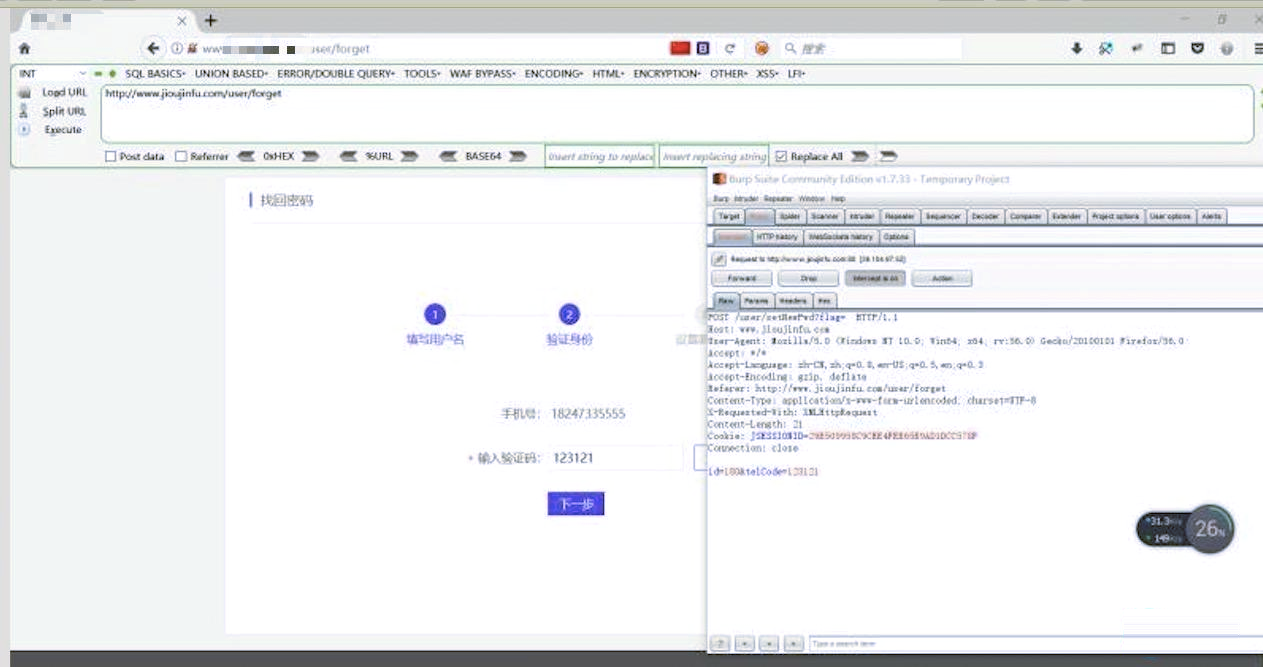 www
user/forget
搜索
INT
SQL BASICS UNION BASED ERROR/DOUBLE QUERY TOOLS WAF BYPASS ENCODING HTML ENCRYPTION OTHER XSS LFI
Load URL
http://www.jioujinfu.com/user/forget
Split URL
Execute
Post data Referrer 0xHEX %URL BASE64 Insert string to replace Insert replacing string Replace All
找回密码
1
2
填写用户名
验证身份
手机号: 18247335555
* 输入验证码: 123121
下一步
Burp Suite Community Edition v1.7.33 - Temporary Project
Burp Intruder Repeater Window Help
Target Spider Scanner Intruder Repeater Sequencer Decoder Comparer Extender Project options User options Alerts
HTTP history WebSockets history Options
Request to http://www.jioujinfu.com:80
Forward Drop Intercept is on Action
Raw Params Headers Hex
POST /user/setNewPwd?flag= HTTP/1.1
Host: www.jioujinfu.com
User-Agent: Mozilla/5.0 (Windows NT 10.0; Win64; x64; rv:56.0) Gecko/20100101 Firefox/56.0
Accept: */*
Accept-Language: zh-CN,zh;q=0.8,en-US;q=0.5,en;q=0.3
Accept-Encoding: gzip, deflate
Referer: http://www.jioujinfu.com/user/forget
Content-Type: application/x-www-form-urlencoded; charset=UTF-8
X-Requested-With: XMLHttpRequest
Content-Length: 21
Cookie: JSESSIONID=
Connection: close
id=180&telCode=123121
31.3
149
26%
Type a search term